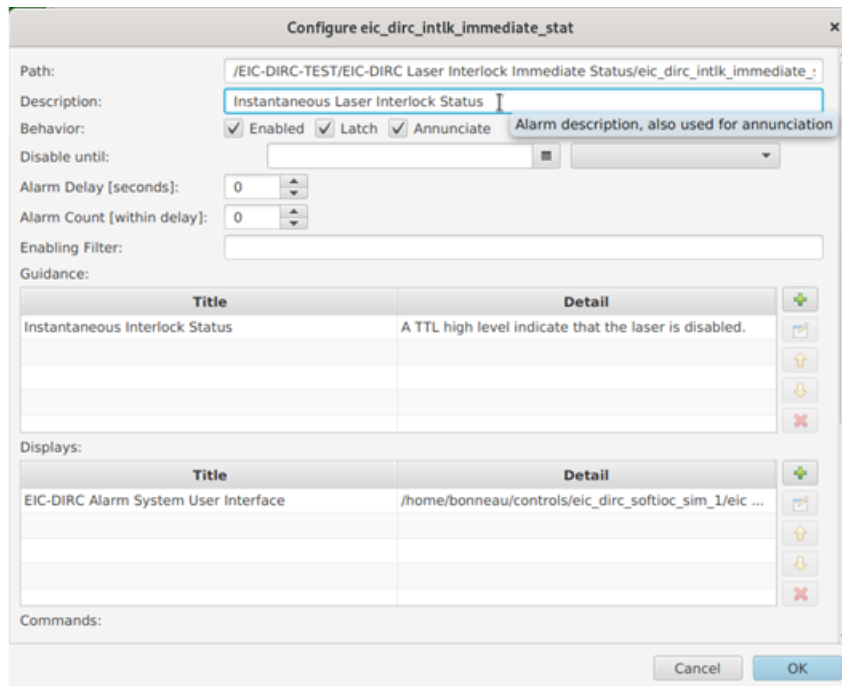 Configure eic_dirc_intlk_immediate_stat
Path: /EIC-DIRC-TEST/EIC-DIRC Laser Interlock Immediate Status/eic_dirc_intlk_immediate_
Description: Instantaneous Laser Interlock Status
Behavior: Enabled Latch Annunciate
Alarm description, also used for annunciation
Disable until:
Alarm Delay [seconds]: 0
Alarm Count [within delay]: 0
Enabling Filter:
Guidance:
Title Detail
Instantaneous Interlock Status A TTL high level indicate that the laser is disabled.
Displays:
Title Detail
EIC-DIRC Alarm System User Interface /home/bonneau/controls/eic_dirc_softioc_sim_1/eic ...
Commands:
Cancel OK